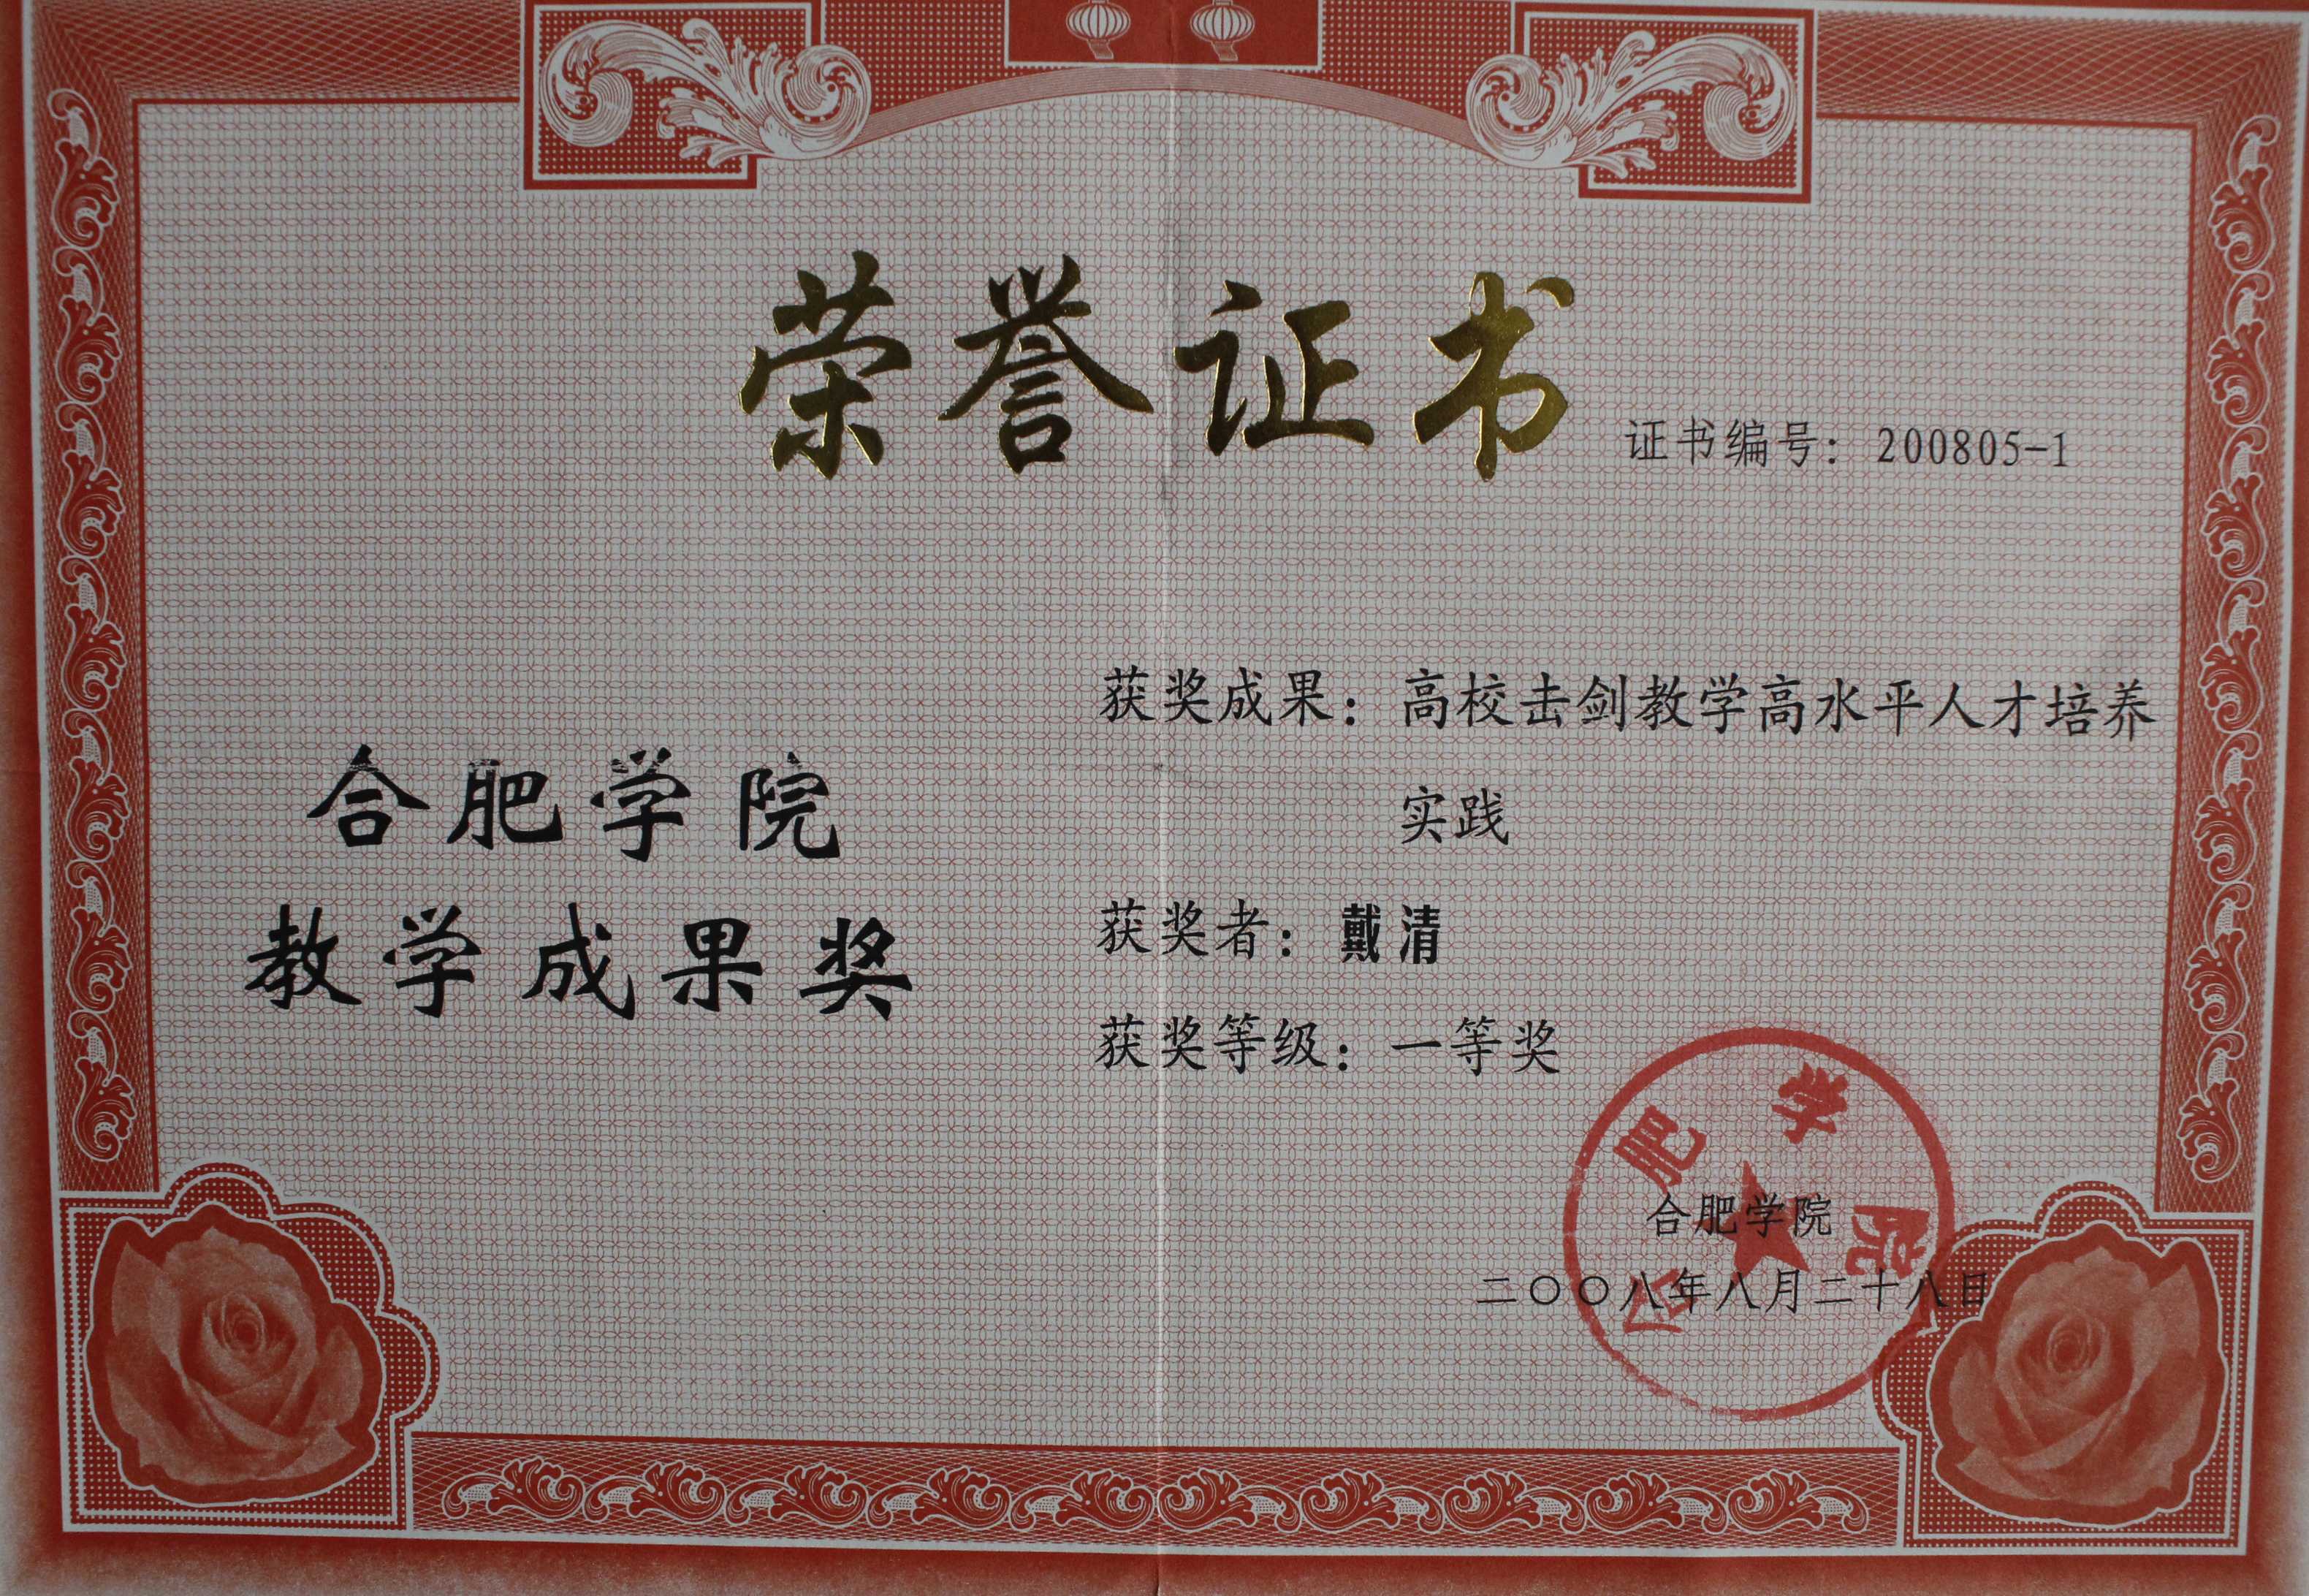 荣誉证书
证书编号：200805-1
合肥学院
教学成果奖
获奖成果：高校击剑教学高水平人才培养
实践
获奖者：戴清
获奖等级：一等奖
合肥学院
合肥学院
二〇〇八年八月二十八日